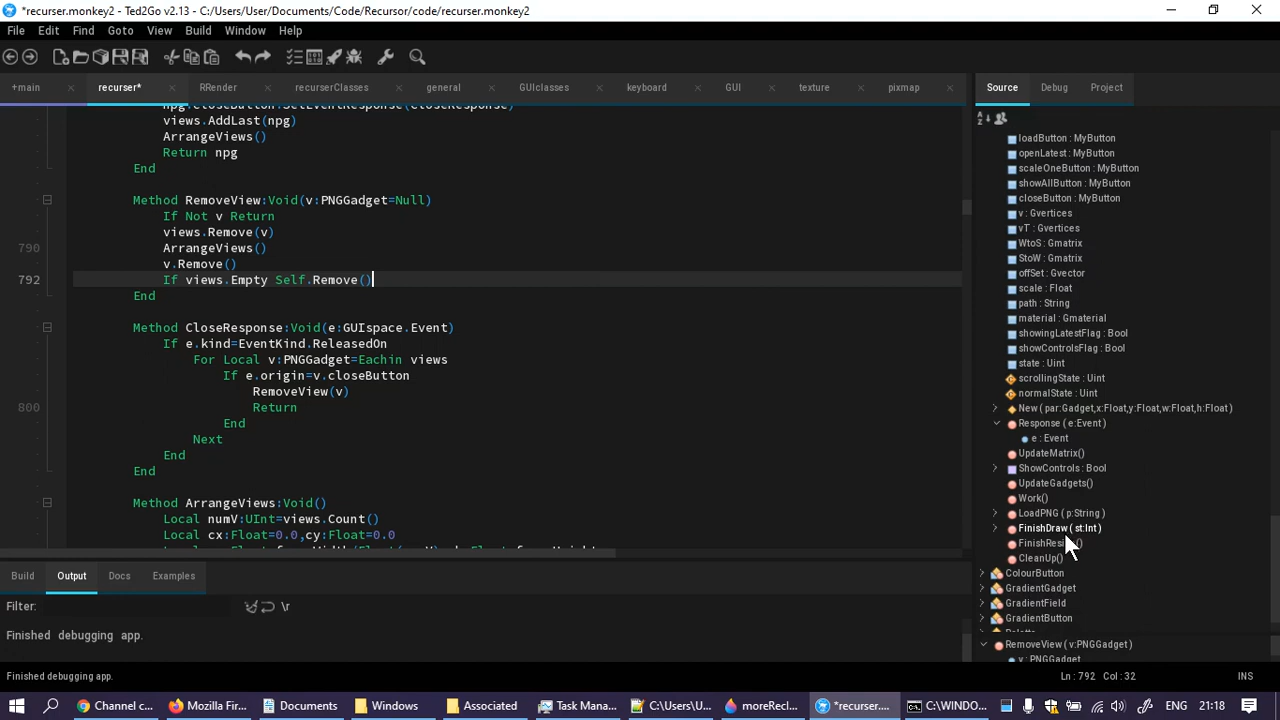 *recurser.monkey2 - Ted2Go v2.13 - C:\Users\User\Documents\Code/Recursor/code/recurser.monkey2
File Edit Find Goto View Build Window Help
+main recurser* RRender recurserClasses general GUIclasses keyboard GUI texture pixmap
Source Debug Project
npg.closeButton.SetEventResponse(CloseResponse)
views.AddLast(npg)
ArrangeViews()
Return npg
End
Method RemoveView:Void(v:PNGGadget=Null)
If Not v Return
views.Remove(v)
790 ArrangeViews()
v.Remove()
792 If views.Empty Self.Remove()
End
Method CloseResponse:Void(e:GUIspace.Event)
If e.kind=EventKind.ReleasedOn
For Local v:PNGGadget=Eachin views
If e.origin=v.closeButton
RemoveView(v)
800 Return
End
Next
End
End
Method ArrangeViews:Void()
Local numV:UInt=views.Count()
Local cx:Float=0.0,cy:Float=0.0
loadButton : MyButton
openLatest : MyButton
scaleOneButton : MyButton
showAllButton : MyButton
closeButton : MyButton
v : Gvertices
vT : Gvertices
WtoS : Gmatrix
StoW : Gmatrix
offSet : Gvector
scale : Float
path : String
material : Gmaterial
showingLatestFlag : Bool
showControlsFlag : Bool
state : Uint
scrollingState : Uint
normalState : Uint
New ( par:Gadget,x:Float,y:Float,w:Float,h:Float )
Response ( e:Event )
e : Event
UpdateMatrix()
ShowControls : Bool
UpdateGadgets()
Work()
LoadPNG ( p:String )
FinishDraw ( st:Int )
CleanUp()
ColourButton
GradientGadget
GradientField
GradientButton
RemoveView ( v:PNGGadget )
v : PNGGadget
Build Output Docs Examples
Filter: \r
Finished debugging app.
Finished debugging app. Ln : 792 Col : 32 INS
Channel c... Mozilla Fir... Documents Windows Associated Task Mana... C:\Users\U... moreRecl... *recurser.... C:\WINDO... ENG 21:18